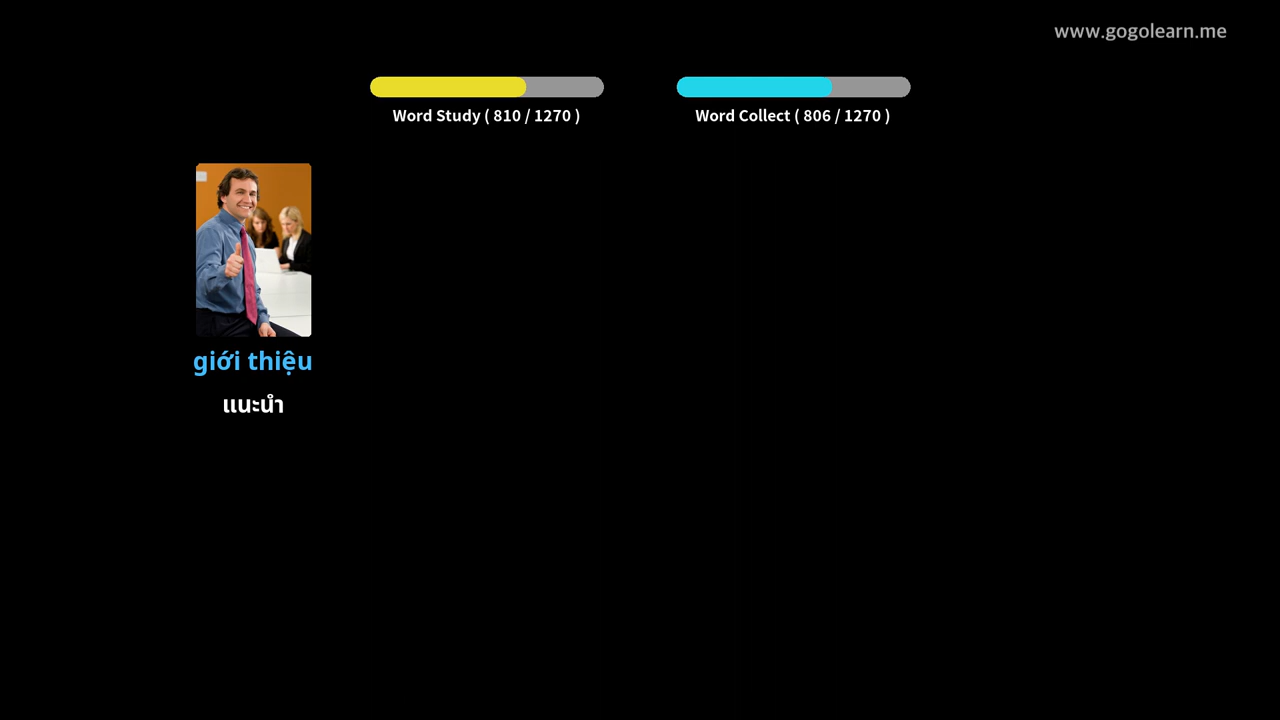 www.gogolearn.me
Word Study ( 810 / 1270 )
Word Collect ( 806 / 1270 )
giới thiệu
แนะนำ